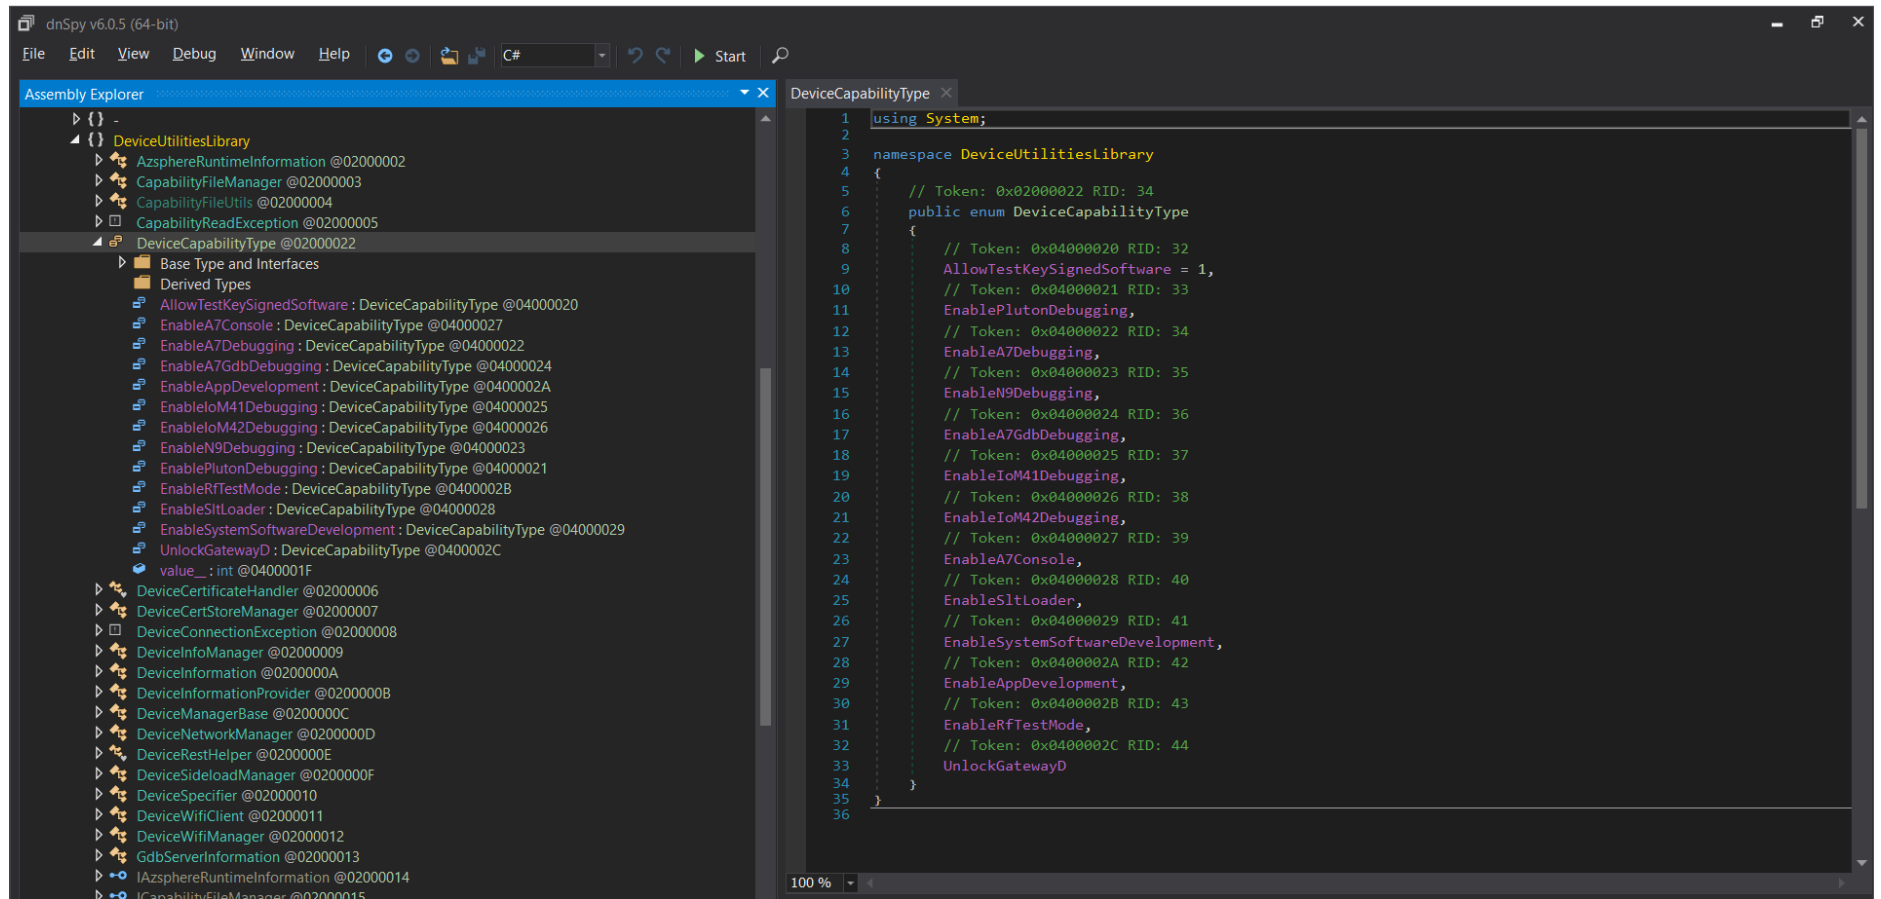 dnSpy v6.0.5 (64-bit)
File Edit View Debug Window Help C# Start
Assembly Explorer
{ } -
{ } DeviceUtilitiesLibrary
AzsphereRuntimeInformation @02000002
CapabilityFileManager @02000003
CapabilityFileUtils @02000004
CapabilityReadException @02000005
DeviceCapabilityType @02000022
Base Type and Interfaces
Derived Types
AllowTestKeySignedSoftware : DeviceCapabilityType @04000020
EnableA7Console : DeviceCapabilityType @04000027
EnableA7Debugging : DeviceCapabilityType @04000022
EnableA7GdbDebugging : DeviceCapabilityType @04000024
EnableAppDevelopment : DeviceCapabilityType @0400002A
EnableIoM41Debugging : DeviceCapabilityType @04000025
EnableIoM42Debugging : DeviceCapabilityType @04000026
EnableN9Debugging : DeviceCapabilityType @04000023
EnablePlutonDebugging : DeviceCapabilityType @04000021
EnableRfTestMode : DeviceCapabilityType @0400002B
EnableSltLoader : DeviceCapabilityType @04000028
EnableSystemSoftwareDevelopment : DeviceCapabilityType @04000029
UnlockGatewayD : DeviceCapabilityType @0400002C
value__ : int @0400001F
DeviceCertificateHandler @02000006
DeviceCertStoreManager @02000007
DeviceConnectionException @02000008
DeviceInfoManager @02000009
DeviceInformation @0200000A
DeviceInformationProvider @0200000B
DeviceManagerBase @0200000C
DeviceNetworkManager @0200000D
DeviceRestHelper @0200000E
DeviceSideloadManager @0200000F
DeviceSpecifier @02000010
DeviceWifiClient @02000011
DeviceWifiManager @02000012
GdbServerInformation @02000013
IAzsphereRuntimeInformation @02000014
ICapabilityFileManager @02000015
DeviceCapabilityType
1 using System;
2
3 namespace DeviceUtilitiesLibrary
4 {
5 // Token: 0x02000022 RID: 34
6 public enum DeviceCapabilityType
7 {
8 // Token: 0x04000020 RID: 32
9 AllowTestKeySignedSoftware = 1,
10 // Token: 0x04000021 RID: 33
11 EnablePlutonDebugging,
12 // Token: 0x04000022 RID: 34
13 EnableA7Debugging,
14 // Token: 0x04000023 RID: 35
15 EnableN9Debugging,
16 // Token: 0x04000024 RID: 36
17 EnableA7GdbDebugging,
18 // Token: 0x04000025 RID: 37
19 EnableIoM41Debugging,
20 // Token: 0x04000026 RID: 38
21 EnableIoM42Debugging,
22 // Token: 0x04000027 RID: 39
23 EnableA7Console,
24 // Token: 0x04000028 RID: 40
25 EnableSltLoader,
26 // Token: 0x04000029 RID: 41
27 EnableSystemSoftwareDevelopment,
28 // Token: 0x0400002A RID: 42
29 EnableAppDevelopment,
30 // Token: 0x0400002B RID: 43
31 EnableRfTestMode,
32 // Token: 0x0400002C RID: 44
33 UnlockGatewayD
34 }
35 }
36
100 %